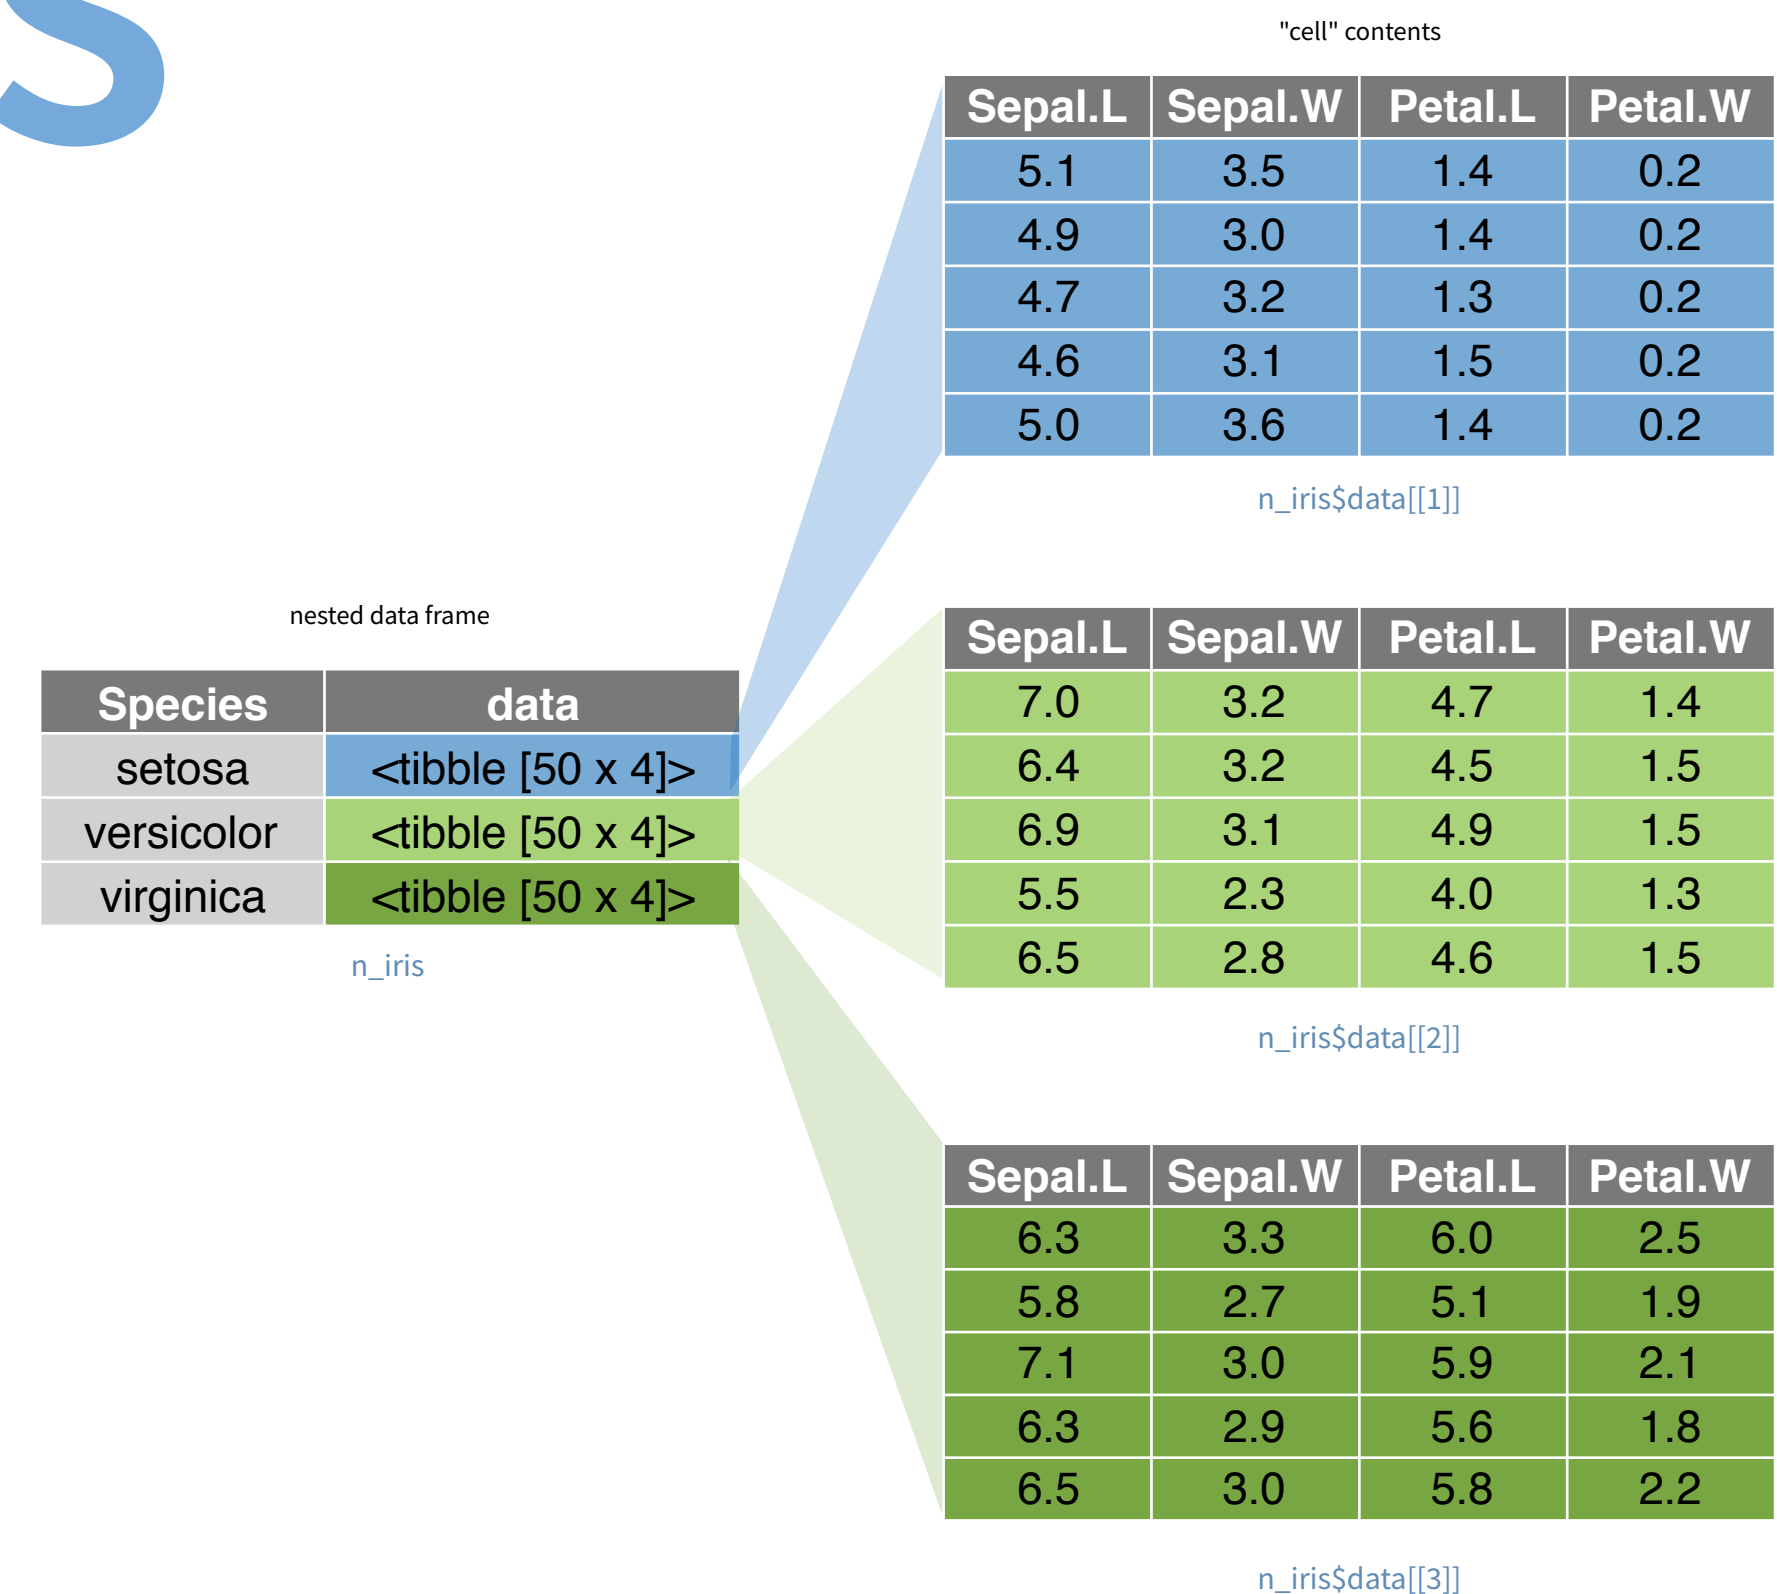 S
"cell" contents
Sepal.L Sepal.W Petal.L Petal.W
5.1 3.5 1.4 0.2
4.9 3.0 1.4 0.2
4.7 3.2 1.3 0.2
4.6 3.1 1.5 0.2
5.0 3.6 1.4 0.2
n_iris$data[[1]]
nested data frame
Species data
setosa <tibble [50 x 4]>
versicolor <tibble [50 x 4]>
virginica <tibble [50 x 4]>
n_iris
Sepal.L Sepal.W Petal.L Petal.W
7.0 3.2 4.7 1.4
6.4 3.2 4.5 1.5
6.9 3.1 4.9 1.5
5.5 2.3 4.0 1.3
6.5 2.8 4.6 1.5
n_iris$data[[2]]
Sepal.L Sepal.W Petal.L Petal.W
6.3 3.3 6.0 2.5
5.8 2.7 5.1 1.9
7.1 3.0 5.9 2.1
6.3 2.9 5.6 1.8
6.5 3.0 5.8 2.2
n_iris$data[[3]]